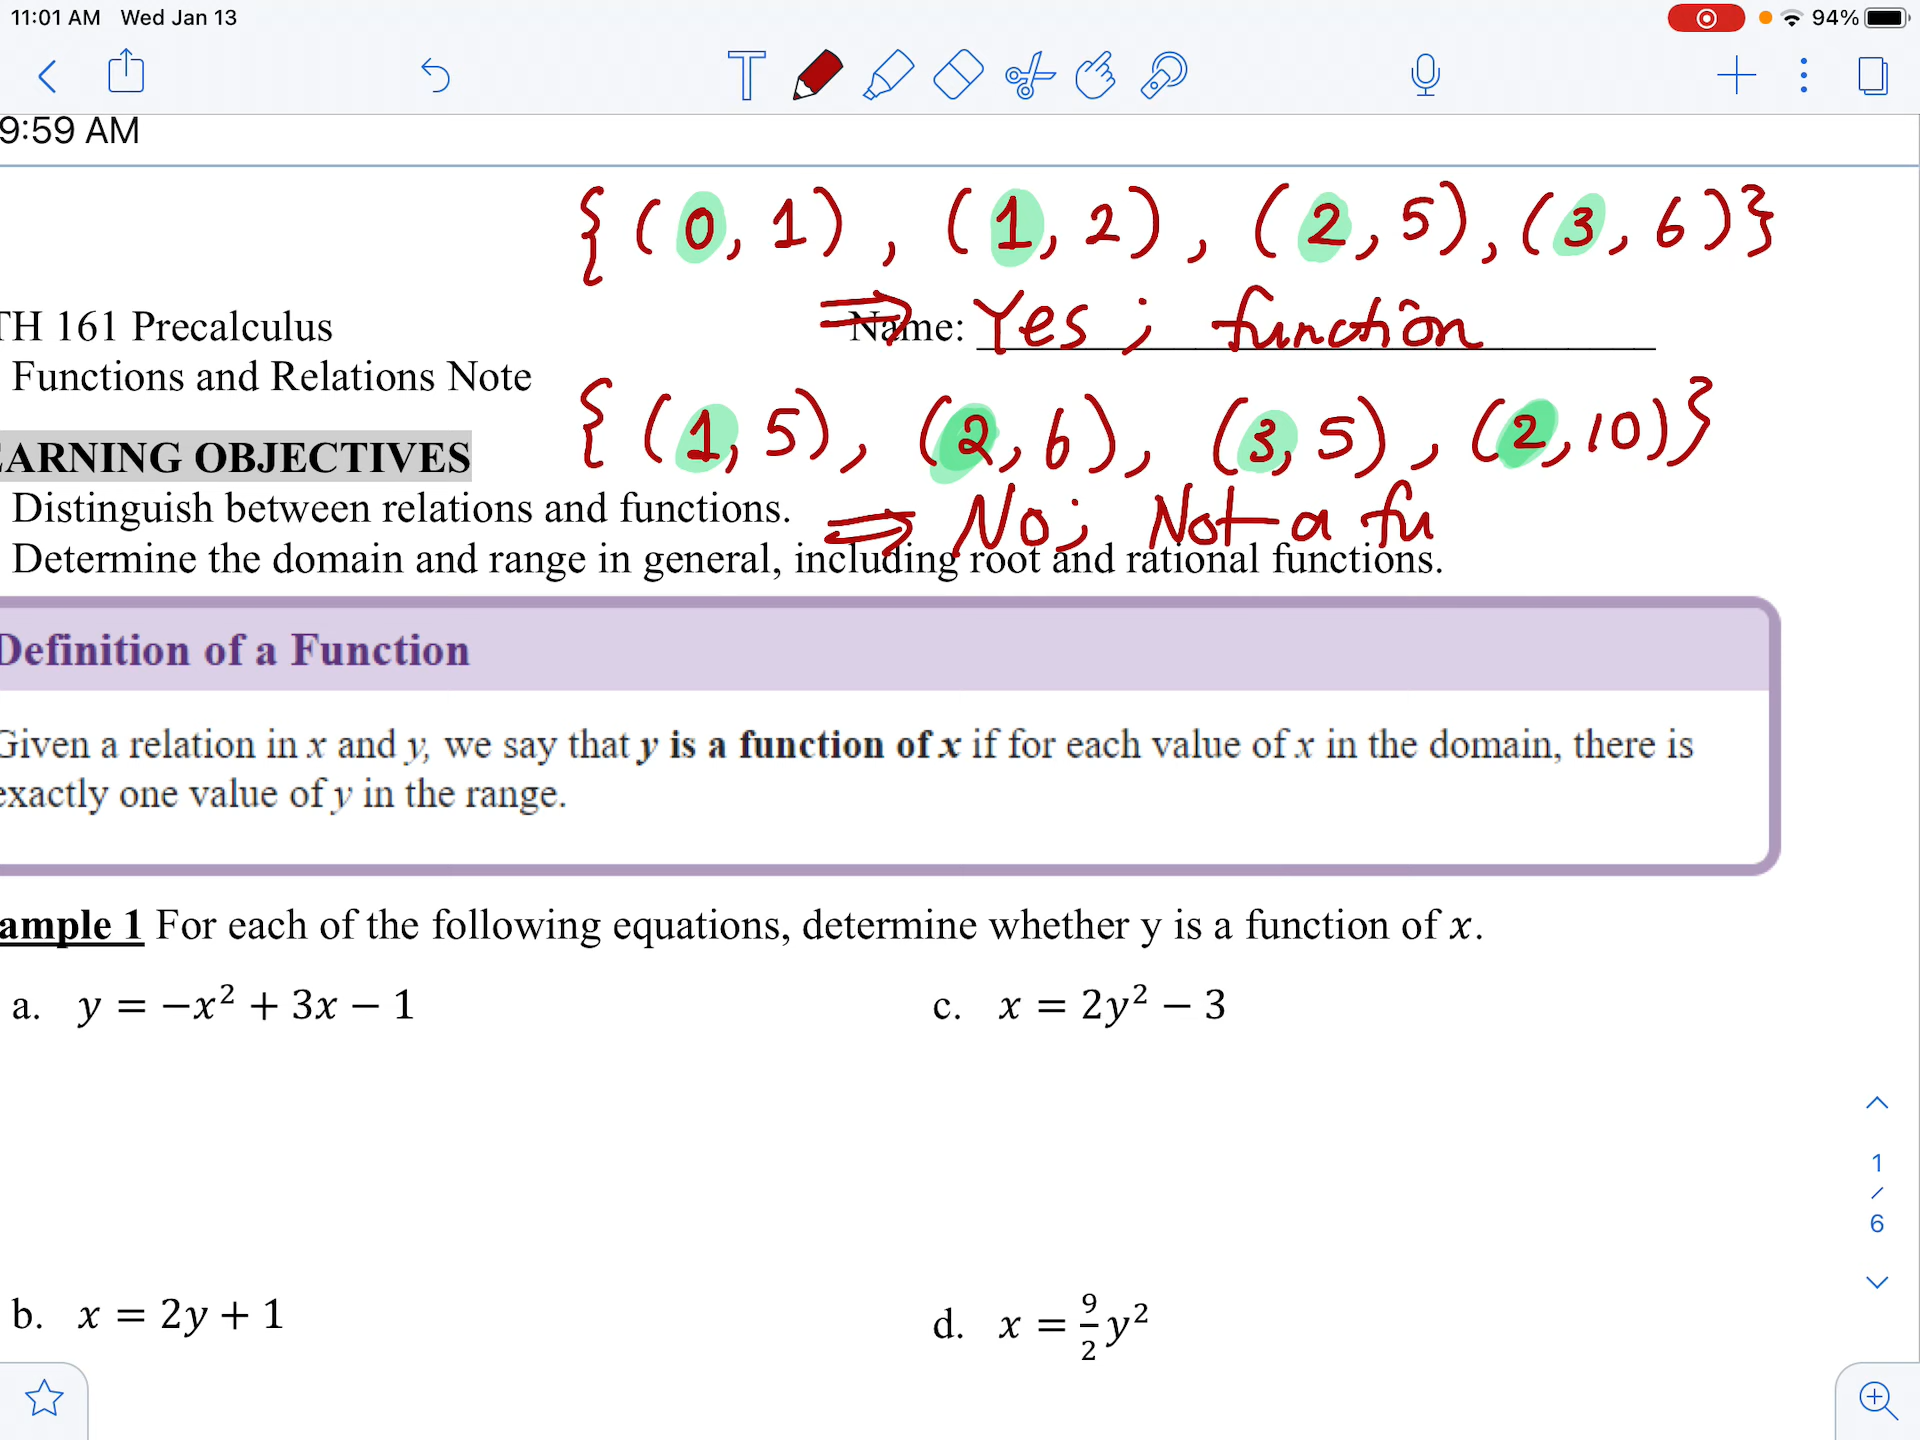 11:01 AM Wed Jan 13
94%
9:59 AM
{(0, 1), (1, 2), (2, 5), (3, 6)}
TH 161 Precalculus
Name: Yes; function
Functions and Relations Note
{(1, 5), (2, 6), (3, 5), (2, 10)}
EARNING OBJECTIVES
Distinguish between relations and functions.
⇒ No; Not a fu
Determine the domain and range in general, including root and rational functions.
Definition of a Function
Given a relation in x and y, we say that y is a function of x if for each value of x in the domain, there is
exactly one value of y in the range.
ample 1 For each of the following equations, determine whether y is a function of x.
a. y = −x² + 3x − 1
c. x = 2y² − 3
b. x = 2y + 1
d. x = 9/2 y²
1
/
6